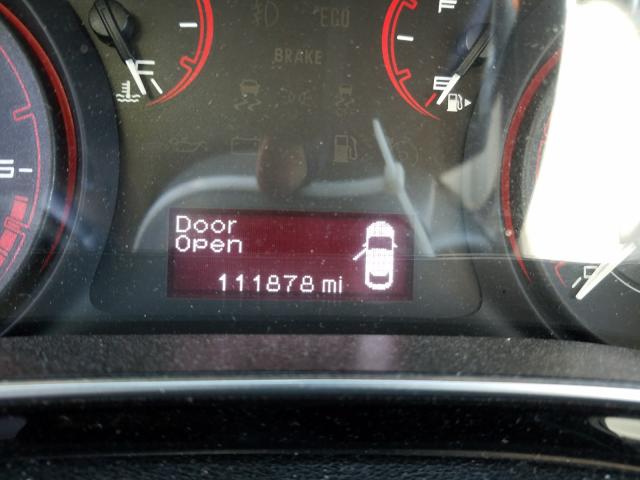 F
ECO
BRAKE
E
Door
Open
111878 mi